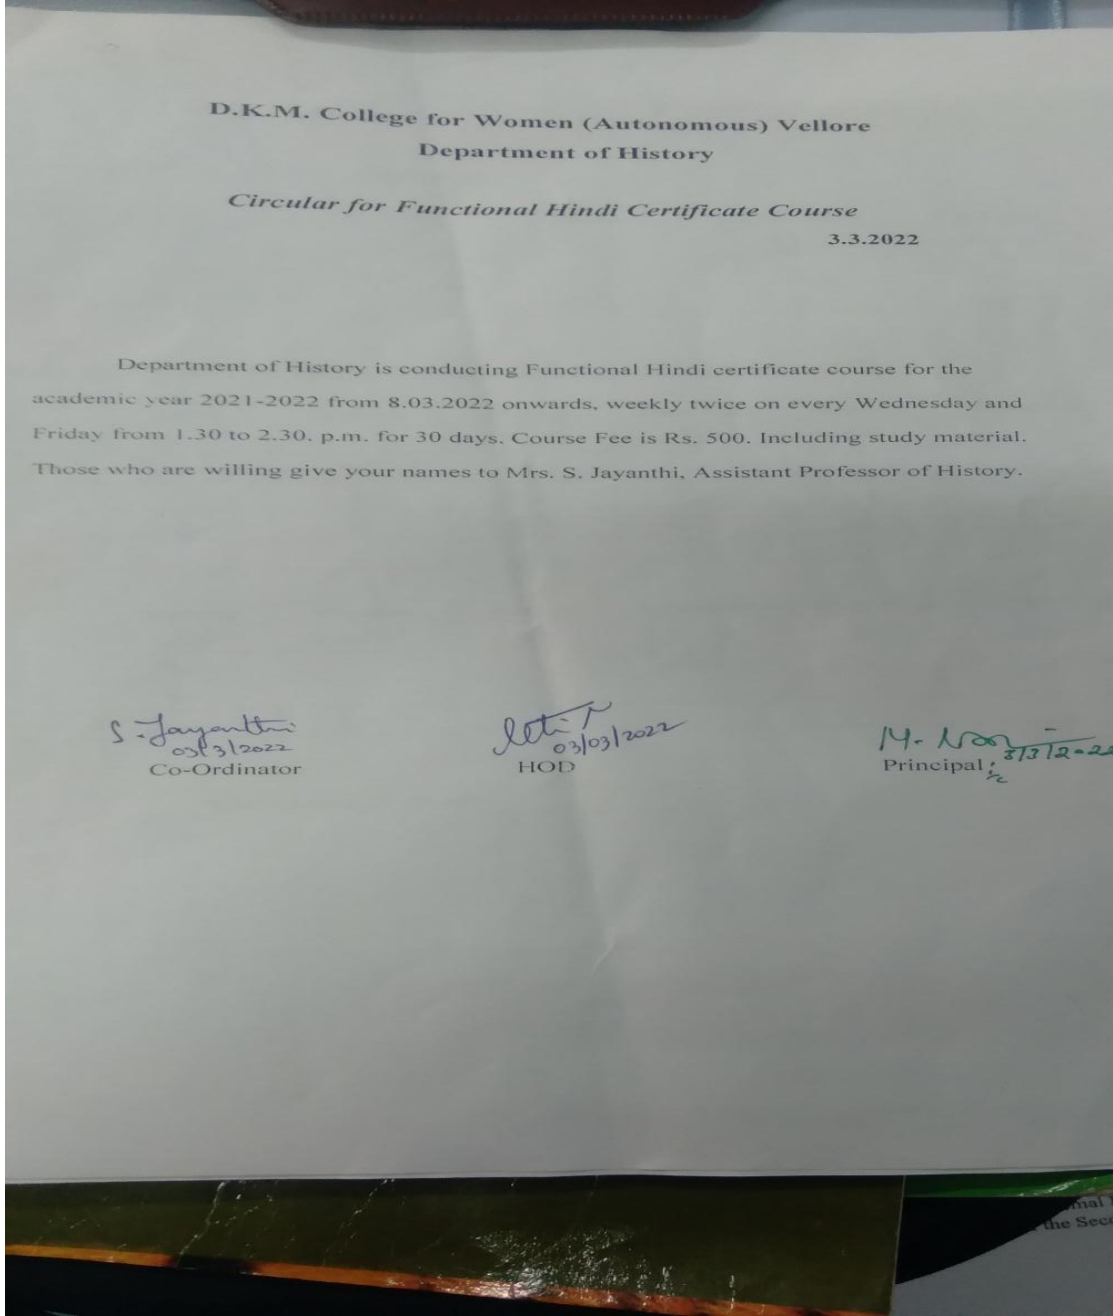 D.K.M. College for Women (Autonomous) Vellore
Department of History
Circular for Functional Hindi Certificate Course
3.3.2022
Department of History is conducting Functional Hindi certificate course for the
academic year 2021-2022 from 8.03.2022 onwards, weekly twice on every Wednesday and
Friday from 1.30 to 2.30. p.m. for 30 days. Course Fee is Rs. 500. Including study material.
Those who are willing give your names to Mrs. S. Jayanthi, Assistant Professor of History.
S. Jayanthi
03/3/2022
Co-Ordinator
03/03/2022
HOD
M.
3/3/2022
Principal i/c
the